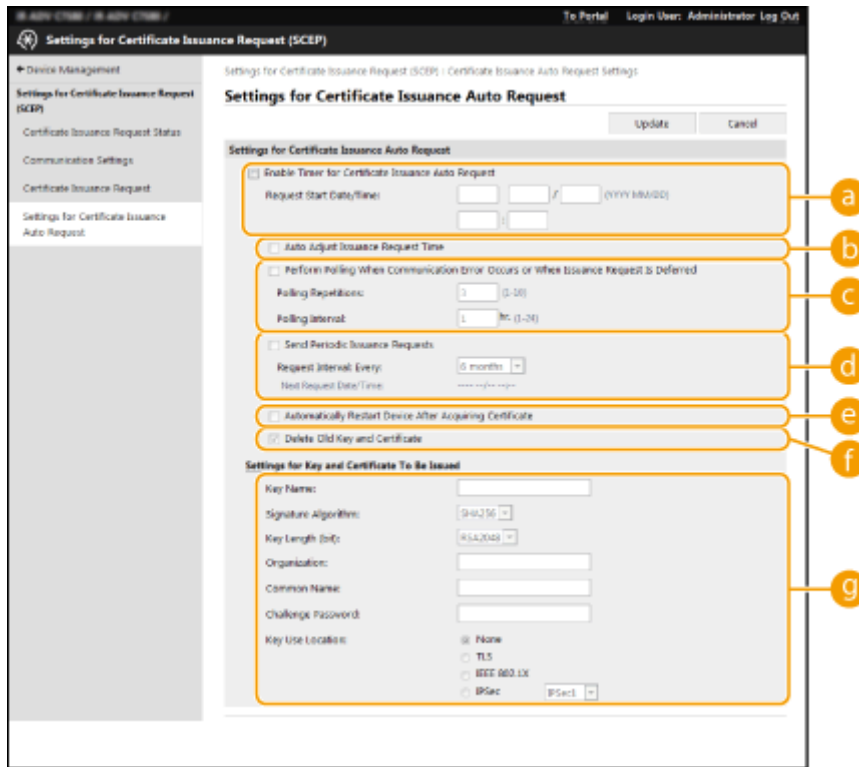 To Portal Login User: Administrator Log Out
Settings for Certificate Issuance Request (SCEP)
Device Management
Settings for Certificate Issuance Request (SCEP)
Certificate Issuance Request Status
Communication Settings
Certificate Issuance Request
Settings for Certificate Issuance
Auto Request
Settings for Certificate Issuance Request (SCEP) : Certificate Issuance Auto Request Settings
Settings for Certificate Issuance Auto Request
Update Cancel
Settings for Certificate Issuance Auto Request
Enable Timer for Certificate Issuance Auto Request
Request Start Date/Time: / (YYYY MM/DD)
:
a
Auto Adjust Issuance Request Time
b
Perform Polling When Communication Error Occurs or When Issuance Request Is Deferred
Polling Repetitions: (1-10)
Polling Interval: 1 hr. (1-24)
c
Send Periodic Issuance Requests
Request Interval: Every: 6 months
Next Request Date/Time: ---- --/-- --:--
d
Automatically Restart Device After Acquiring Certificate
e
Delete Old Key and Certificate
f
Settings for Key and Certificate To Be Issued
Key Name:
Signature Algorithm: SHA256
Key Length (bit): RSA2048
Organization:
Common Name:
Challenge Password:
Key Use Location: None
TLS
IEEE 802.1X
IPSec IPSec1
g